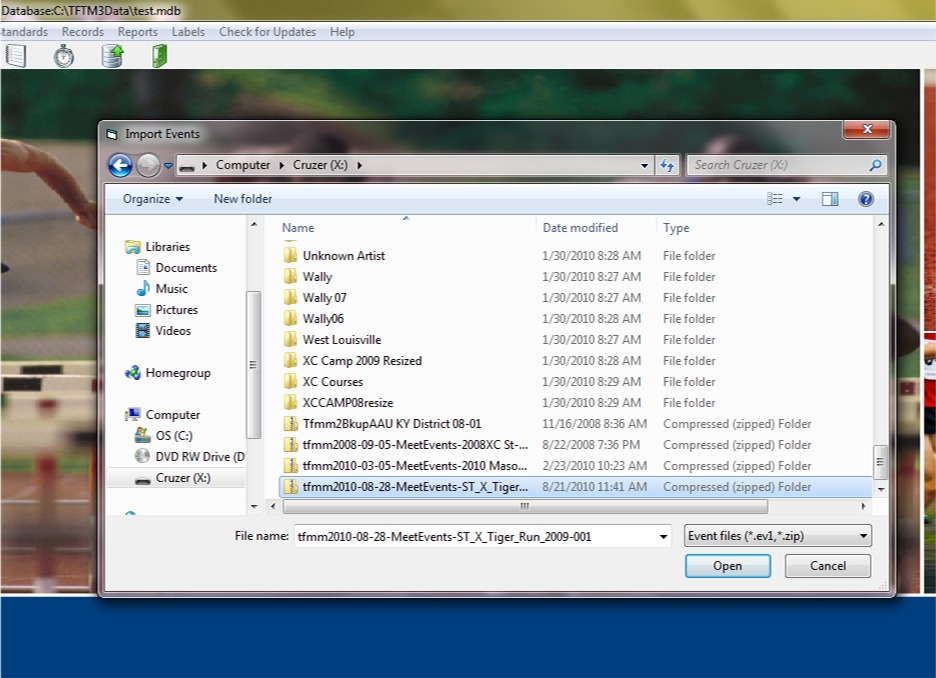 Database:C:\TFTM3Data\test.mdb
tandards Records Reports Labels Check for Updates Help
Import Events
Computer Cruzer (X:) Search Cruzer (X:)
Organize New folder
Name Date modified Type
Libraries
Documents
Music
Pictures
Videos
Homegroup
Computer
OS (C:)
DVD RW Drive (D
Cruzer (X:)
Unknown Artist 1/30/2010 8:28 AM File folder
Wally 1/30/2010 8:27 AM File folder
Wally 07 1/30/2010 8:27 AM File folder
Wally06 1/30/2010 8:28 AM File folder
West Louisville 1/30/2010 8:27 AM File folder
XC Camp 2009 Resized 1/30/2010 8:28 AM File folder
XC Courses 1/30/2010 8:29 AM File folder
XCCAMP08resize 1/30/2010 8:29 AM File folder
Tfmm2BkupAAU KY District 08-01 11/16/2008 8:36 AM Compressed (zipped) Folder
tfmm2008-09-05-MeetEvents-2008XC St-... 8/22/2008 7:36 PM Compressed (zipped) Folder
tfmm2010-03-05-MeetEvents-2010 Maso... 2/23/2010 10:23 AM Compressed (zipped) Folder
tfmm2010-08-28-MeetEvents-ST_X_Tiger... 8/21/2010 11:41 AM Compressed (zipped) Folder
File name: tfmm2010-08-28-MeetEvents-ST_X_Tiger_Run_2009-001 Event files (*.ev1,*.zip)
Open Cancel